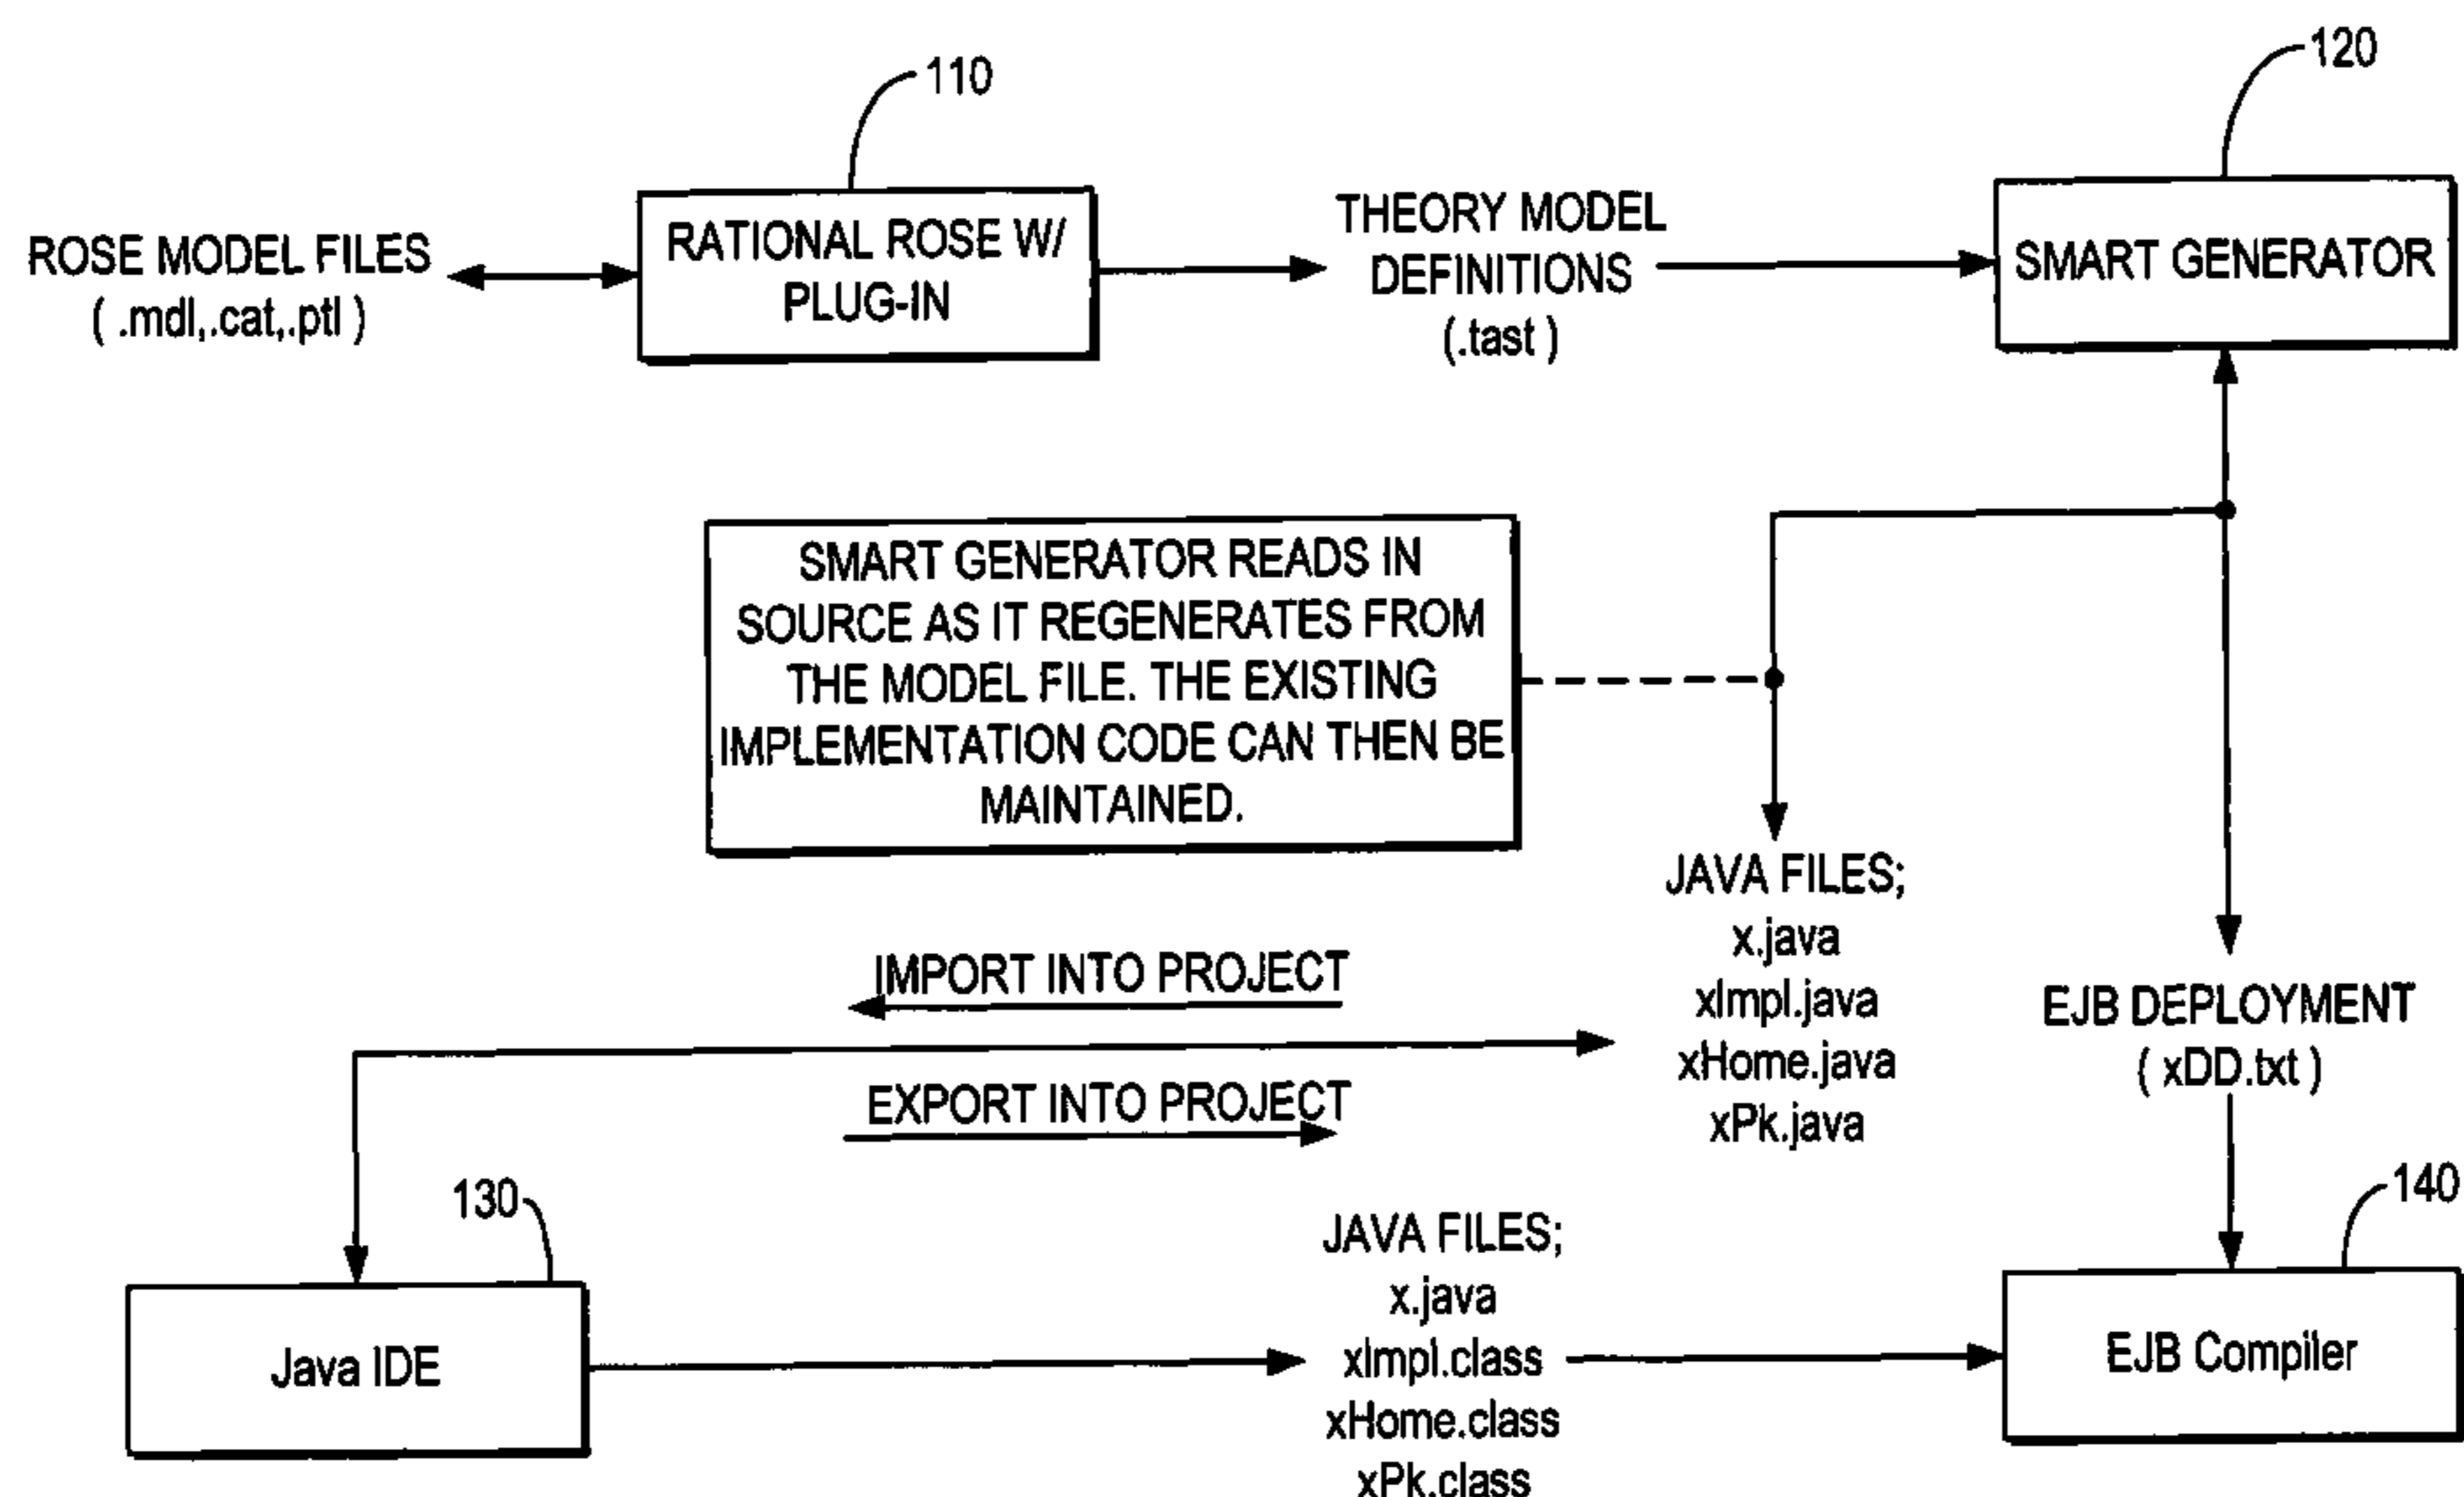 110
120
ROSE MODEL FILES
( .mdl,.cat,.ptl )
RATIONAL ROSE W/
PLUG-IN
THEORY MODEL
DEFINITIONS
(.tast )
SMART GENERATOR
SMART GENERATOR READS IN
SOURCE AS IT REGENERATES FROM
THE MODEL FILE. THE EXISTING
IMPLEMENTATION CODE CAN THEN BE
MAINTAINED.
JAVA FILES;
x.java
xImpl.java
xHome.java
xPk.java
IMPORT INTO PROJECT
EXPORT INTO PROJECT
EJB DEPLOYMENT
( xDD.txt )
130
140
Java IDE
JAVA FILES;
x.java
xImpl.class
xHome.class
xPk.class
EJB Compiler